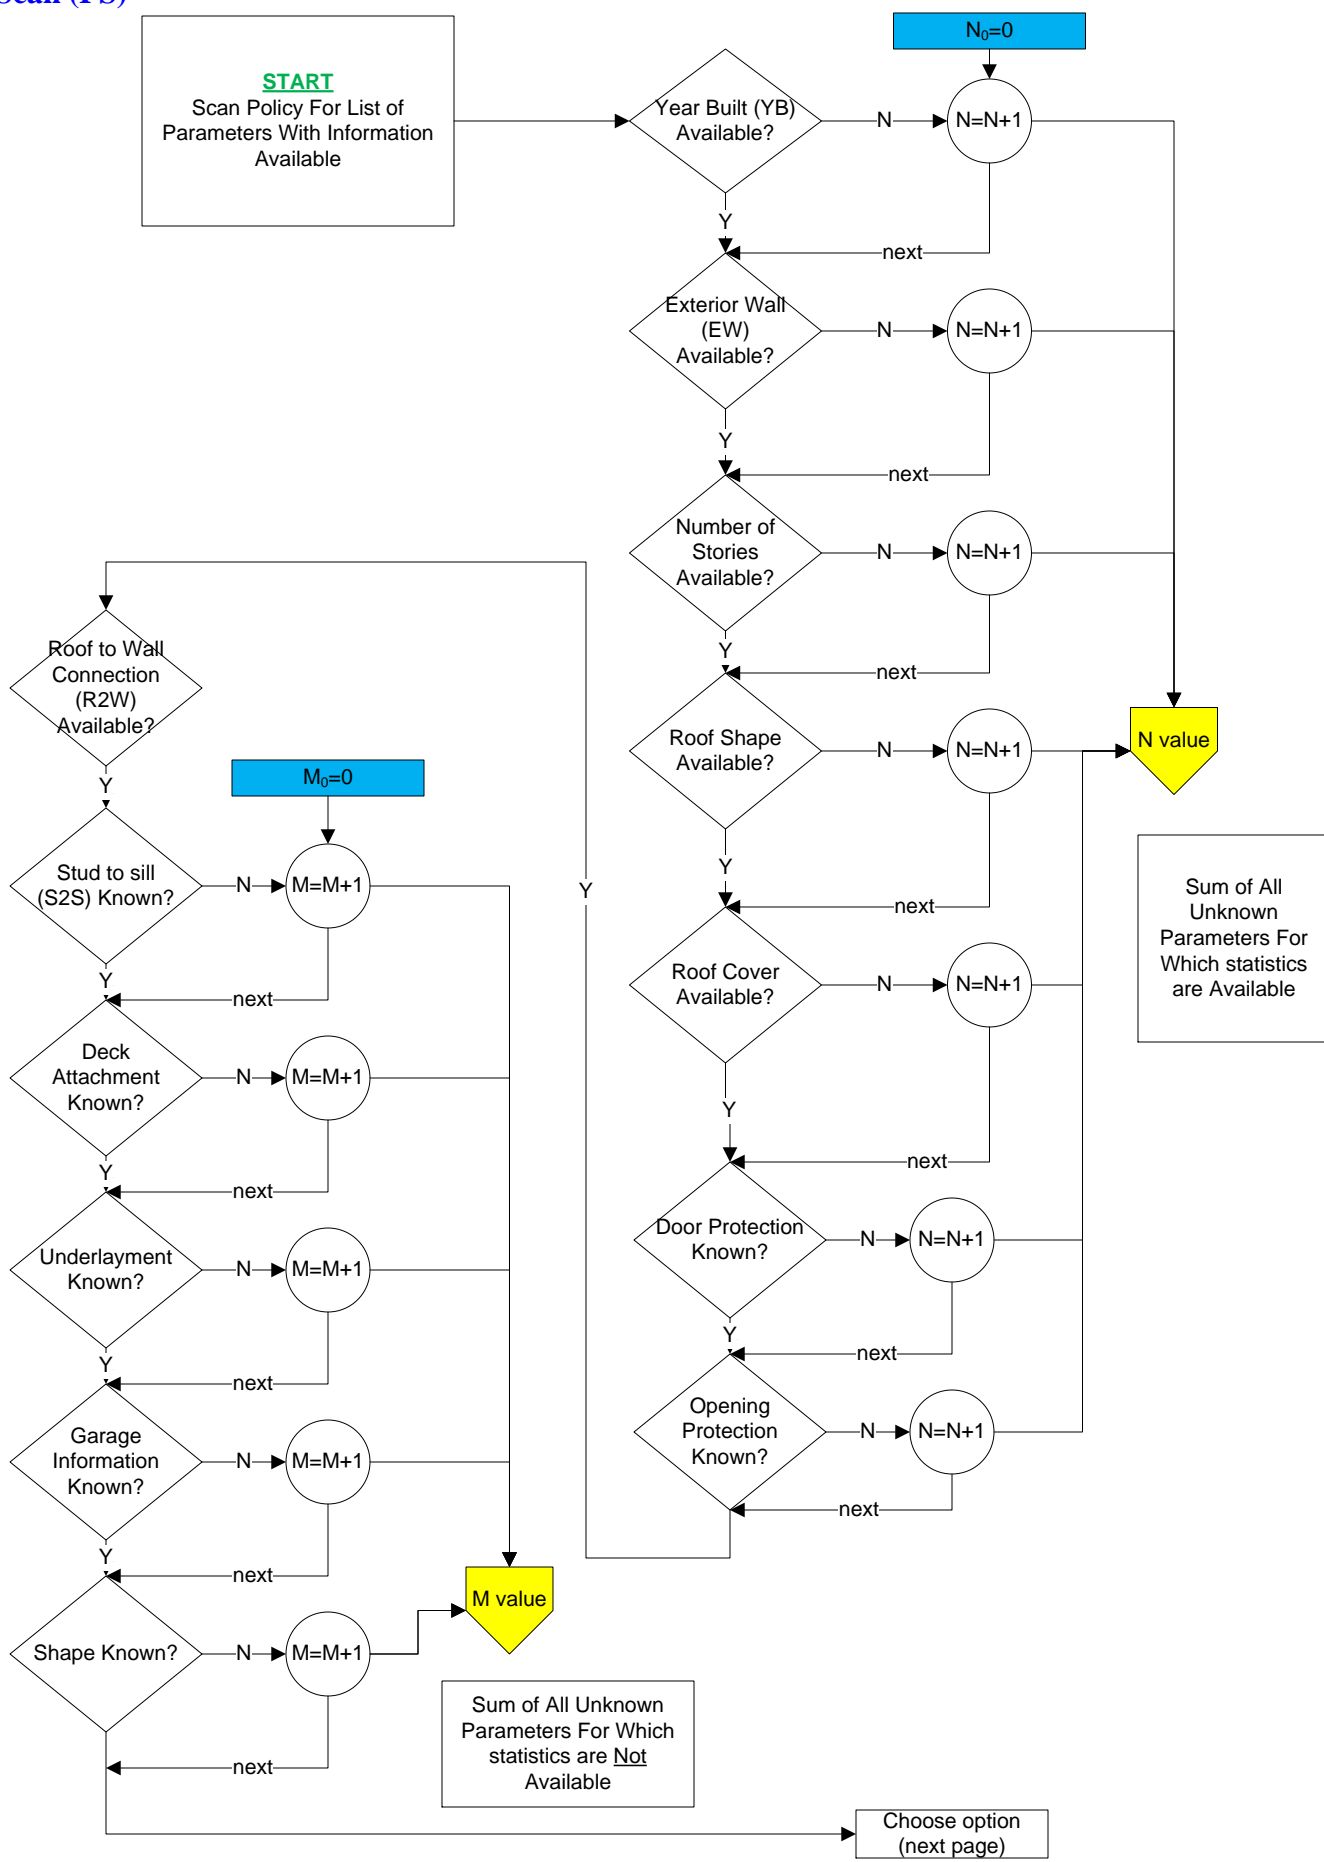 START
Scan Policy For List of
Parameters With Information
Available
N₀=0
Year Built (YB)
Available?
N
N=N+1
Y
next
Exterior Wall
(EW)
Available?
N
N=N+1
Y
next
Number of
Stories
Available?
N
N=N+1
Y
next
Roof Shape
Available?
N
N=N+1
N value
Y
next
Sum of All
Unknown
Parameters For
Which statistics
are Available
Roof Cover
Available?
N
N=N+1
Y
next
Door Protection
Known?
N
N=N+1
Y
next
Opening
Protection
Known?
N
N=N+1
next
Y
Roof to Wall
Connection
(R2W)
Available?
Y
M₀=0
Stud to sill
(S2S) Known?
N
M=M+1
Y
next
Deck
Attachment
Known?
N
M=M+1
Y
next
Underlayment
Known?
N
M=M+1
Y
next
Garage
Information
Known?
N
M=M+1
Y
next
M value
Shape Known?
N
M=M+1
next
Sum of All Unknown
Parameters For Which
statistics are Not
Available
Choose option
(next page)